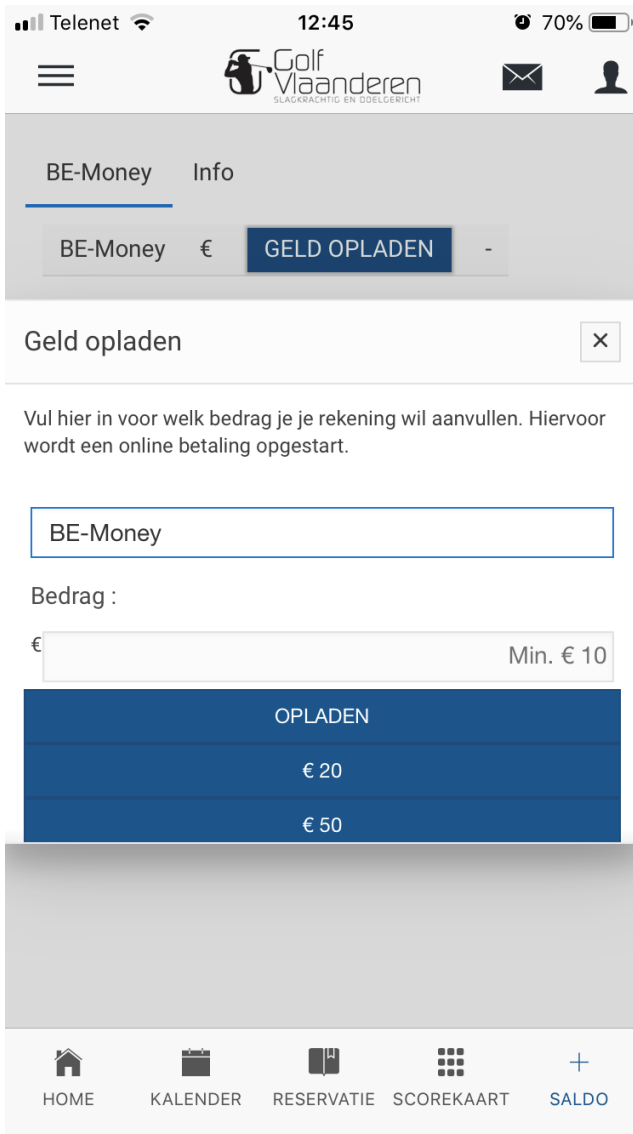 Telenet 12:45 70%
Golf
Vlaanderen
SLAGKRACHTIG EN DOELGERICHT
BE-Money Info
BE-Money € GELD OPLADEN -
Geld opladen
Vul hier in voor welk bedrag je je rekening wil aanvullen. Hiervoor
wordt een online betaling opgestart.
BE-Money
Bedrag :
€ Min. € 10
OPLADEN
€ 20
€ 50
HOME KALENDER RESERVATIE SCOREKAART SALDO